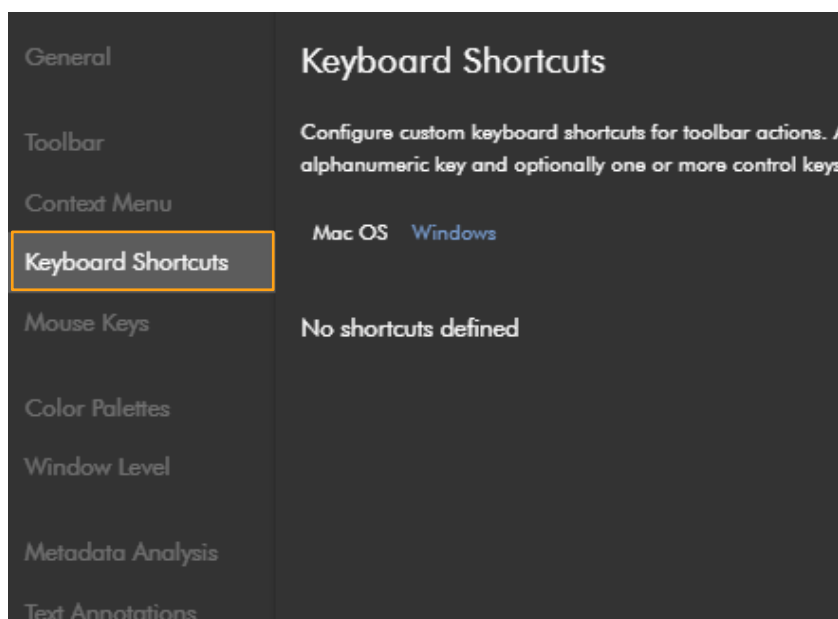 General
Toolbar
Context Menu
Keyboard Shortcuts
Mouse Keys
Color Palettes
Window Level
Metadata Analysis
Text Annotations
Keyboard Shortcuts
Configure custom keyboard shortcuts for toolbar actions.
alphanumeric key and optionally one or more control keys
Mac OS Windows
No shortcuts defined